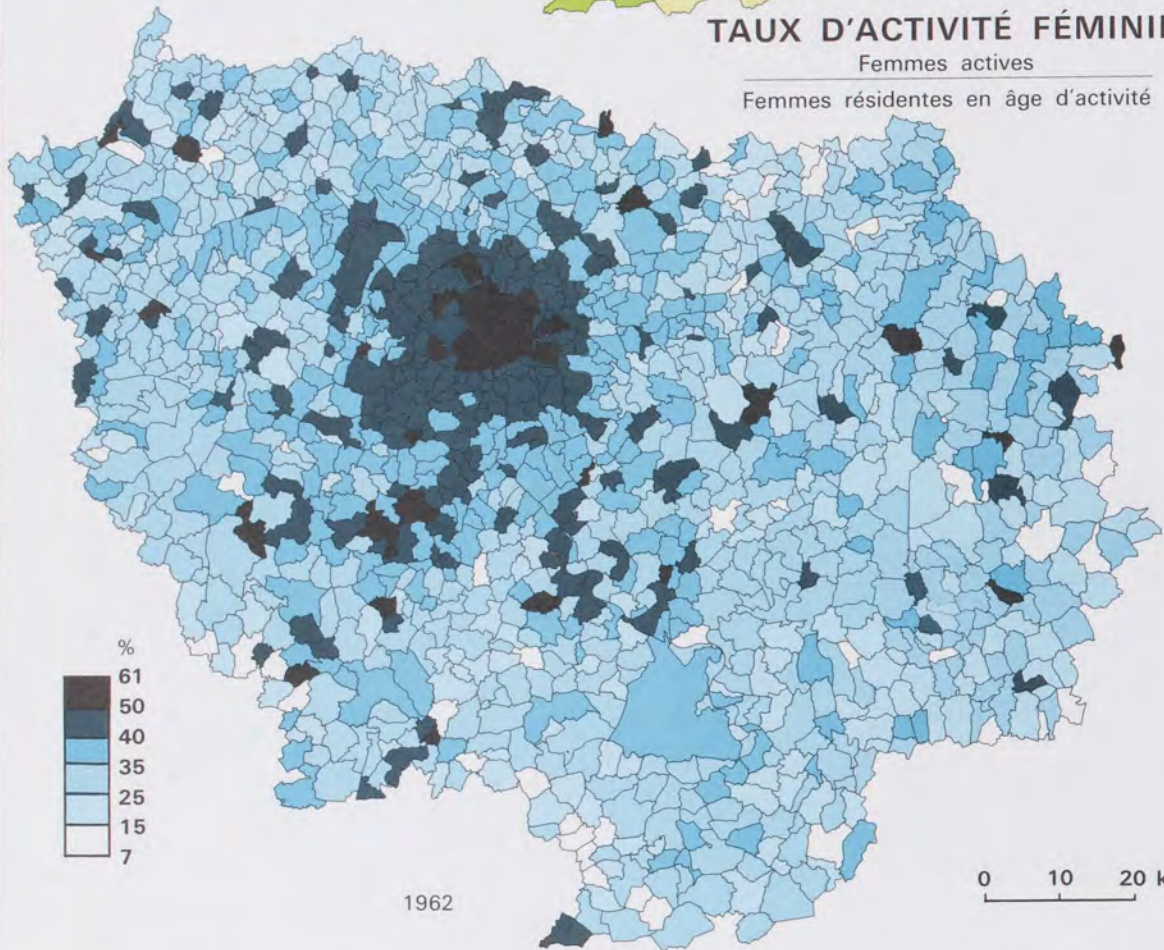 TAUX D'ACTIVITÉ FÉMINI
Femmes actives
Femmes résidentes en âge d'activité
%
61
50
40
35
25
15
7
1962
0 10 20 k